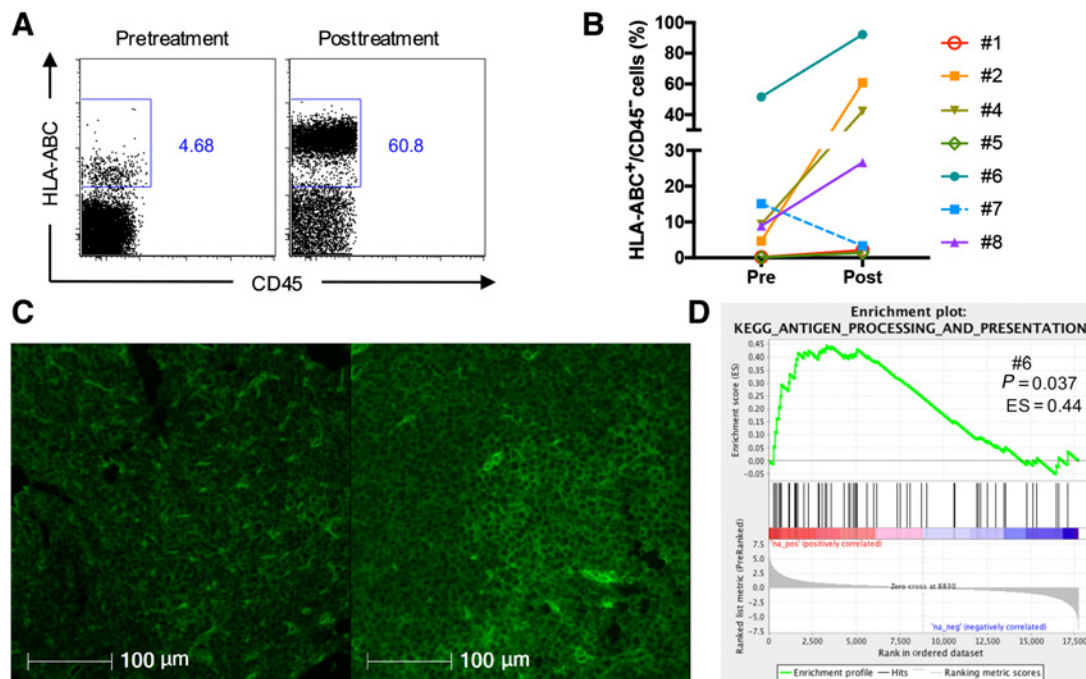 A
Pretreatment
Posttreatment
HLA-ABC
4.68
60.8
CD45
B
HLA-ABC⁺/CD45⁻ cells (%)
100
80
60
40
30
20
10
0
Pre
Post
#1
#2
#4
#5
#6
#7
#8
C
100 µm
100 µm
D
Enrichment plot:
KEGG_ANTIGEN_PROCESSING_AND_PRESENTATION
Enrichment score (ES)
0.45
0.40
0.35
0.30
0.25
0.20
0.15
0.10
0.05
0.00
-0.05
#6
P = 0.037
ES = 0.44
Ranked list metric (PreRanked)
7.5
5.0
2.5
0.0
-2.5
-5.0
-7.5
'na_pos' (positively correlated)
Zero cross at 8830
'na_neg' (negatively correlated)
0
2,500
5,000
7,500
10,000
12,500
15,000
17,500
Rank in ordered dataset
Enrichment profile
Hits
Ranking metric scores